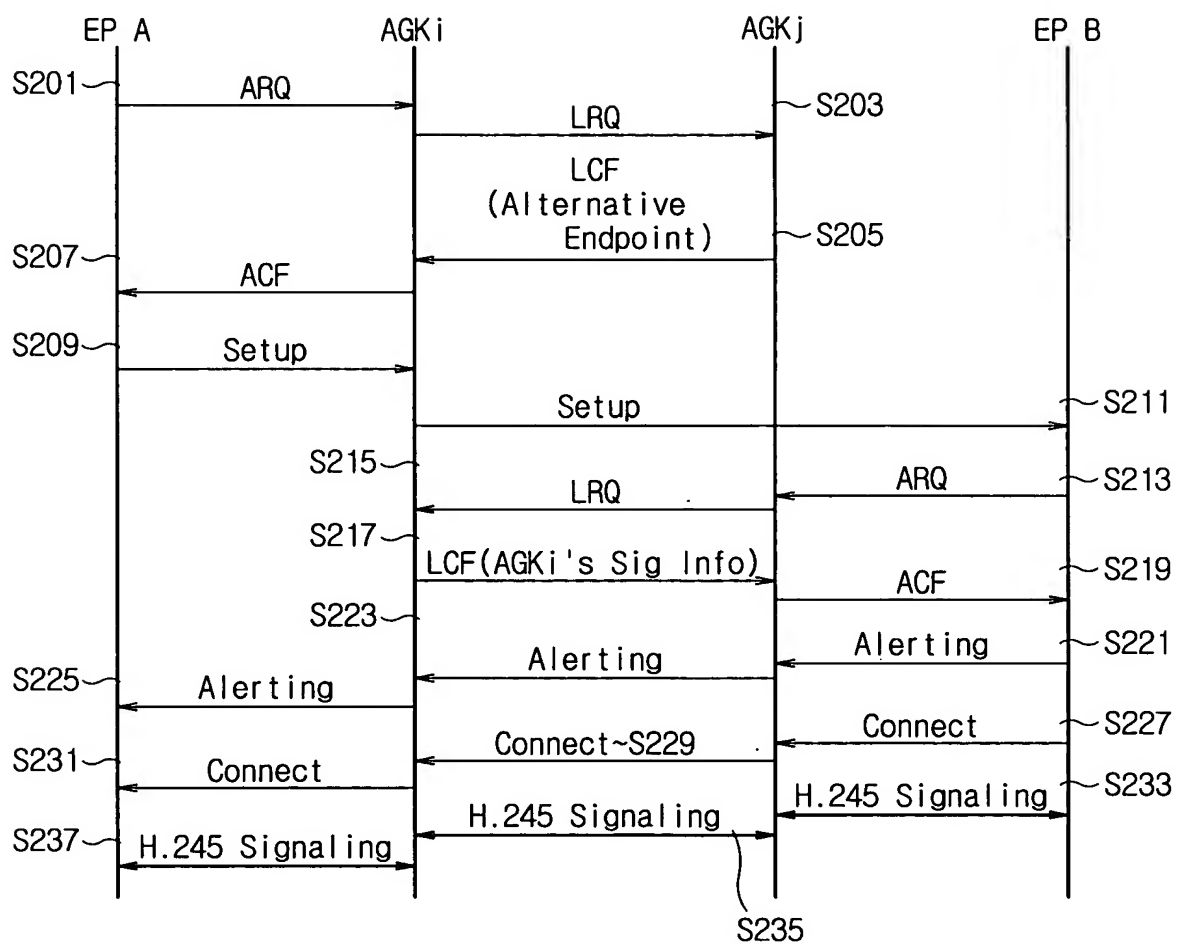 EP A
AGKi
AGKj
EP B
S201
ARQ
S203
LRQ
LCF
(Alternative
Endpoint)
S205
S207
ACF
S209
Setup
Setup
S211
S215
ARQ
S213
LRQ
S217
LCF(AGKi's Sig Info)
S219
ACF
S223
S221
Alerting
Alerting
S225
Alerting
S227
Connect
Connect~S229
S231
Connect
S233
H.245 Signaling
H.245 Signaling
S237
H.245 Signaling
S235